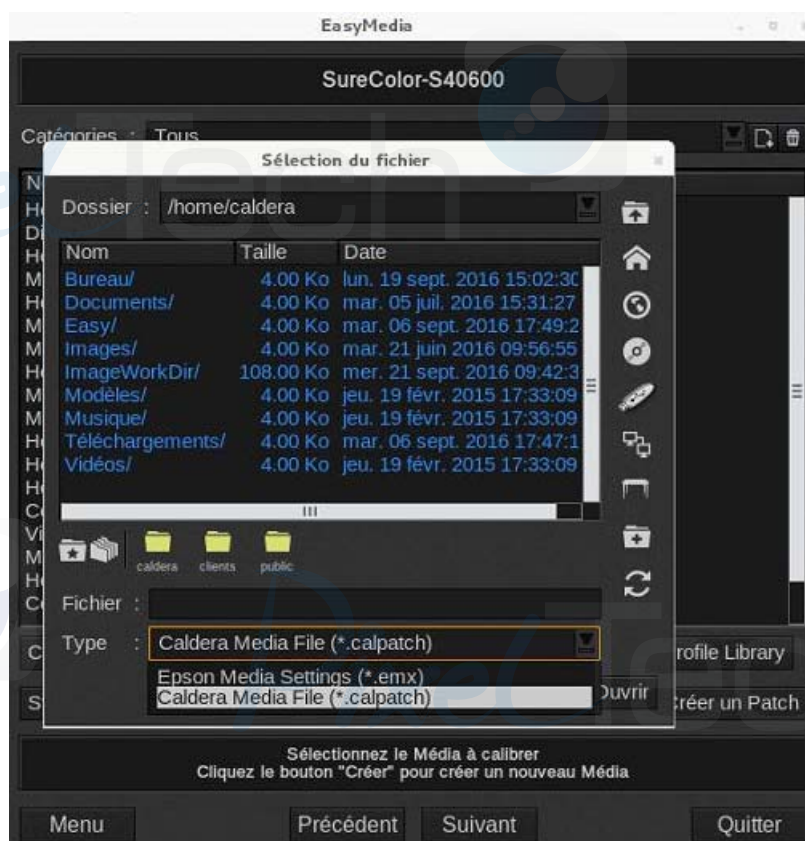 EasyMedia
SureColor-S40600
Catégories : Tous
Sélection du fichier
Dossier : /home/caldera
Nom Taille Date
Bureau/ 4.00 Ko lun. 19 sept. 2016 15:02:30
Documents/ 4.00 Ko mar. 05 juil. 2016 15:31:27
Easy/ 4.00 Ko mar. 06 sept. 2016 17:49:2
Images/ 4.00 Ko mar. 21 juin 2016 09:56:55
ImageWorkDir/ 108.00 Ko mer. 21 sept. 2016 09:42:3
Modèles/ 4.00 Ko jeu. 19 févr. 2015 17:33:09
Musique/ 4.00 Ko jeu. 19 févr. 2015 17:33:09
Téléchargements/ 4.00 Ko mar. 06 sept. 2016 17:47:1
Vidéos/ 4.00 Ko jeu. 19 févr. 2015 17:33:09
caldera clients public
Fichier :
Type : Caldera Media File (*.calpatch)
Epson Media Settings (*.emx)
Caldera Media File (*.calpatch)
Ouvrir
rofile Library
réer un Patch
Sélectionnez le Média à calibrer
Cliquez le bouton "Créer" pour créer un nouveau Média
Menu Précédent Suivant Quitter